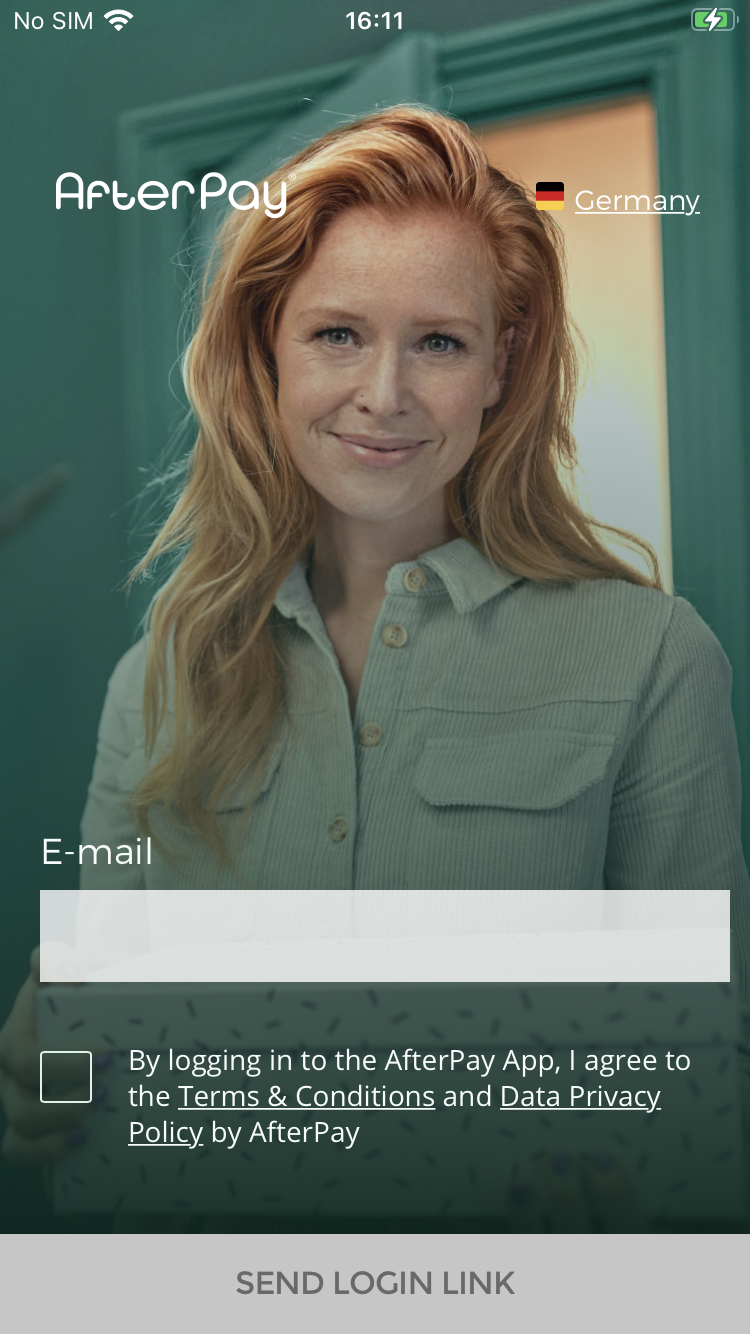 No SIM 16:11
AfterPay®
Germany
E-mail
By logging in to the AfterPay App, I agree to
the Terms & Conditions and Data Privacy
Policy by AfterPay
SEND LOGIN LINK